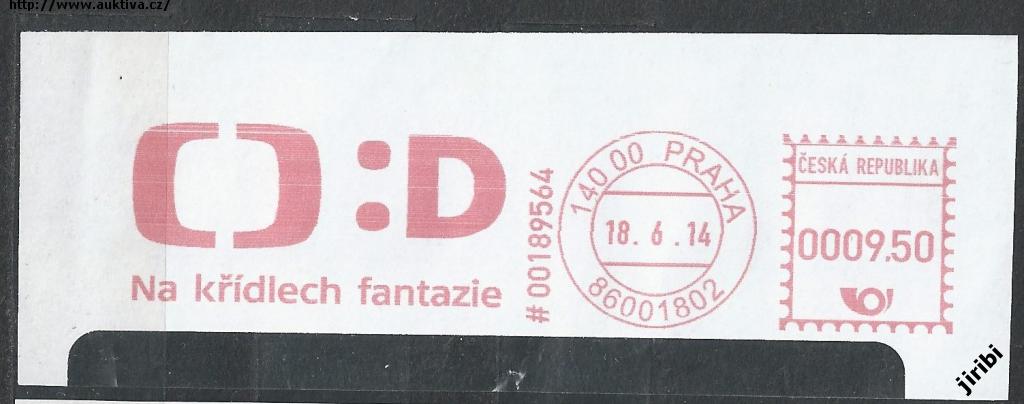 http://www.auktiva.cz/
:D
Na křídlech fantazie
# 00189564
140 00 PRAHA
18. 6 .14
86001802
ČESKÁ REPUBLIKA
0009.50
jiribi